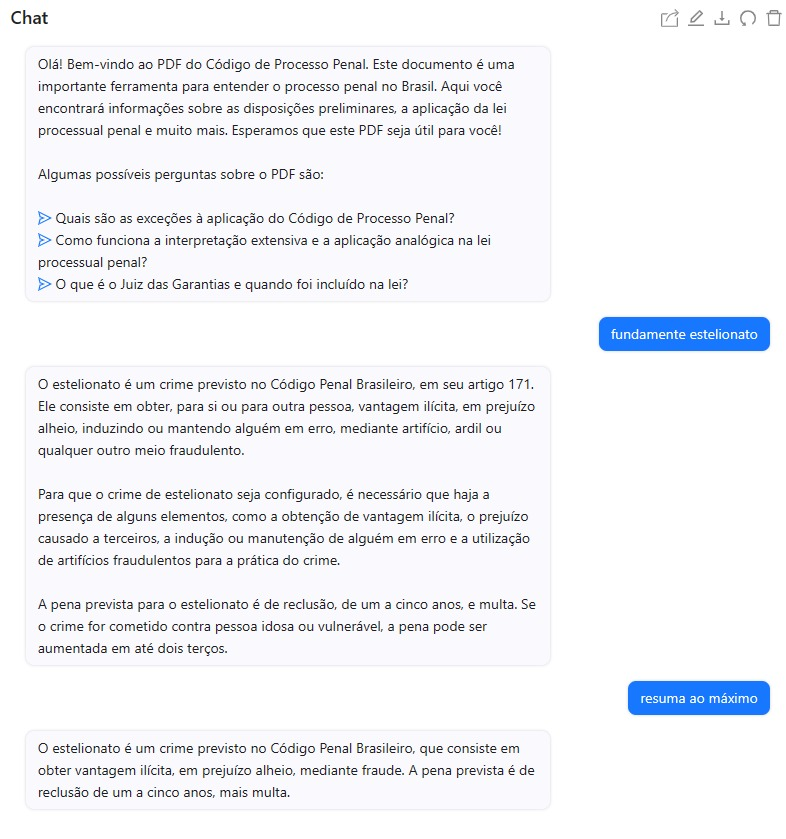 Chat
Olá! Bem-vindo ao PDF do Código de Processo Penal. Este documento é uma
importante ferramenta para entender o processo penal no Brasil. Aqui você
encontrará informações sobre as disposições preliminares, a aplicação da lei
processual penal e muito mais. Esperamos que este PDF seja útil para você!
Algumas possíveis perguntas sobre o PDF são:
Quais são as exceções à aplicação do Código de Processo Penal?
Como funciona a interpretação extensiva e a aplicação analógica na lei
processual penal?
O que é o Juiz das Garantias e quando foi incluído na lei?
fundamente estelionato
O estelionato é um crime previsto no Código Penal Brasileiro, em seu artigo 171.
Ele consiste em obter, para si ou para outra pessoa, vantagem ilícita, em prejuízo
alheio, induzindo ou mantendo alguém em erro, mediante artifício, ardil ou
qualquer outro meio fraudulento.
Para que o crime de estelionato seja configurado, é necessário que haja a
presença de alguns elementos, como a obtenção de vantagem ilícita, o prejuízo
causado a terceiros, a indução ou manutenção de alguém em erro e a utilização
de artifícios fraudulentos para a prática do crime.
A pena prevista para o estelionato é de reclusão, de um a cinco anos, e multa. Se
o crime for cometido contra pessoa idosa ou vulnerável, a pena pode ser
aumentada em até dois terços.
resuma ao máximo
O estelionato é um crime previsto no Código Penal Brasileiro, que consiste em
obter vantagem ilícita, em prejuízo alheio, mediante fraude. A pena prevista é de
reclusão de um a cinco anos, mais multa.